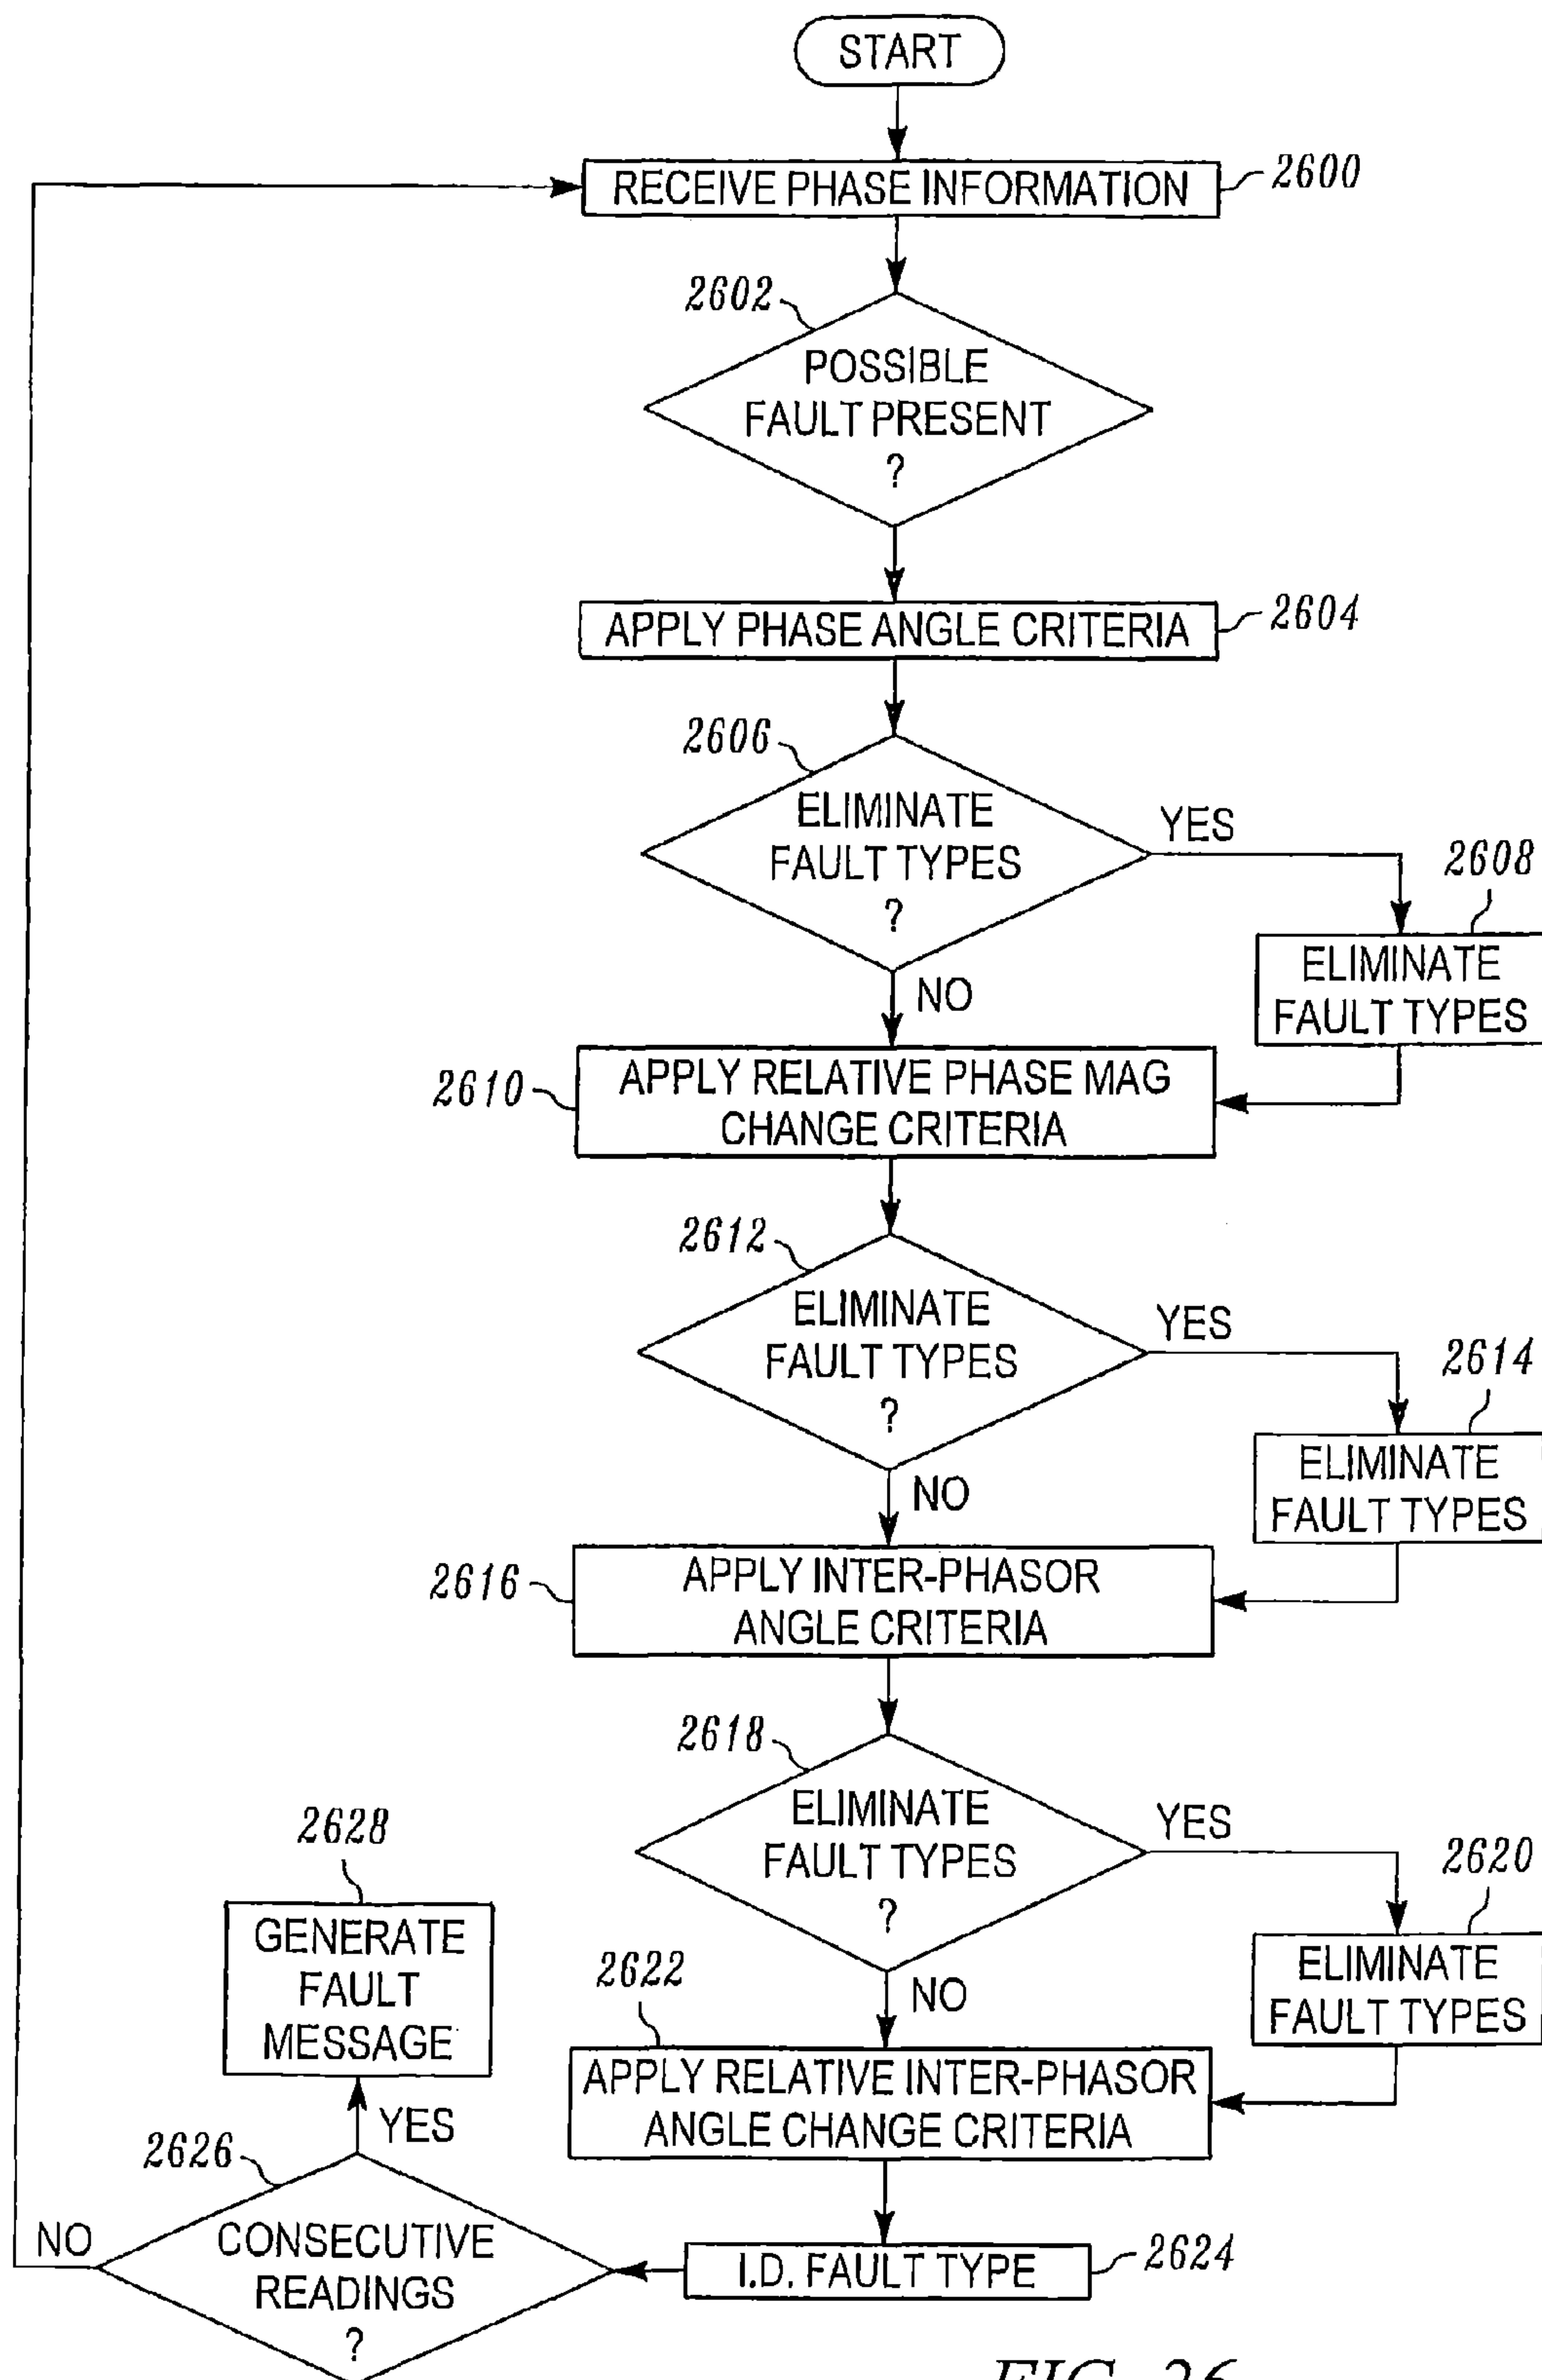 START
RECEIVE PHASE INFORMATION
2600
2602
POSSIBLE
FAULT PRESENT
?
APPLY PHASE ANGLE CRITERIA
2604
2606
ELIMINATE
FAULT TYPES
?
YES
2608
ELIMINATE
FAULT TYPES
NO
2610
APPLY RELATIVE PHASE MAG
CHANGE CRITERIA
2612
ELIMINATE
FAULT TYPES
?
YES
2614
ELIMINATE
FAULT TYPES
NO
2616
APPLY INTER-PHASOR
ANGLE CRITERIA
2618
ELIMINATE
FAULT TYPES
?
YES
2620
ELIMINATE
FAULT TYPES
NO
2622
APPLY RELATIVE INTER-PHASOR
ANGLE CHANGE CRITERIA
I.D. FAULT TYPE
2624
2626
CONSECUTIVE
READINGS
?
NO
YES
2628
GENERATE
FAULT
MESSAGE
FIG. 26